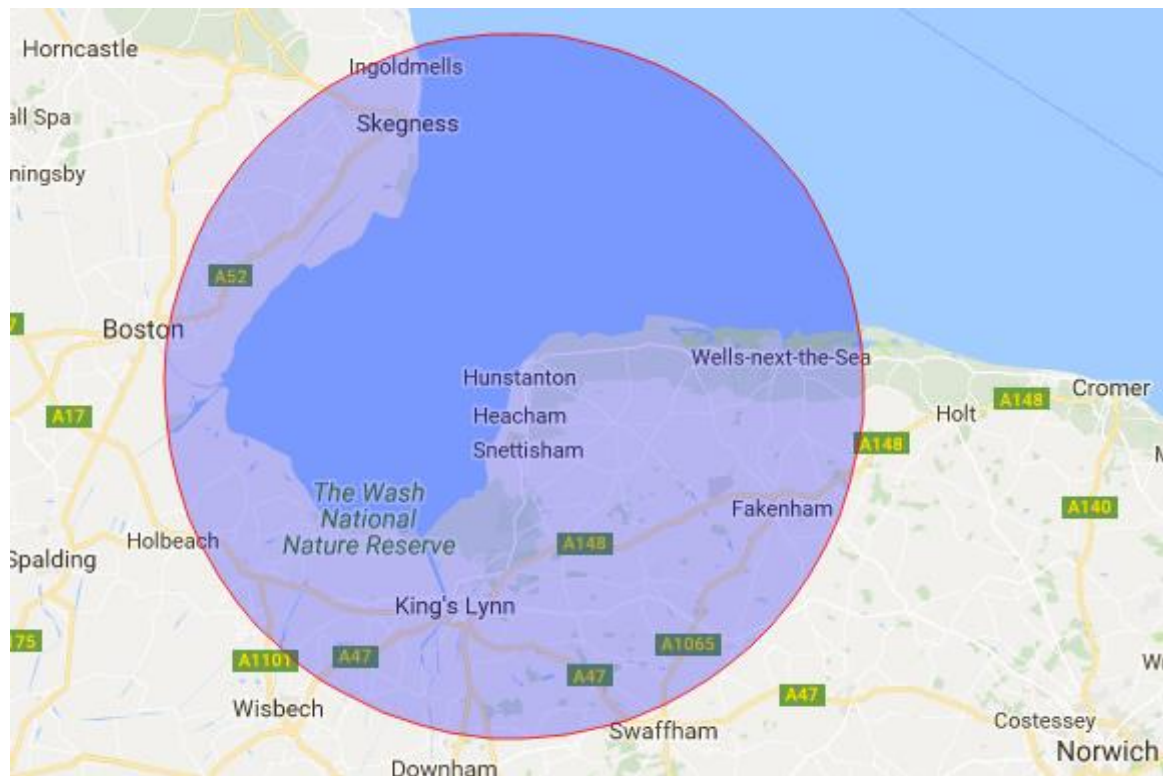 Horncastle
Ingoldmells
all Spa
Skegness
ningsby
A52
7
Boston
Wells-next-the-Sea
Hunstanton
Cromer
A148
A17
Heacham
Holt
A148
Snettisham
The Wash
National
Nature Reserve
Fakenham
A140
Holbeach
A148
Spalding
King's Lynn
175
A1065
A1101
A47
A47
A47
Wisbech
Costessey
Swaffham
Norwich
Downham